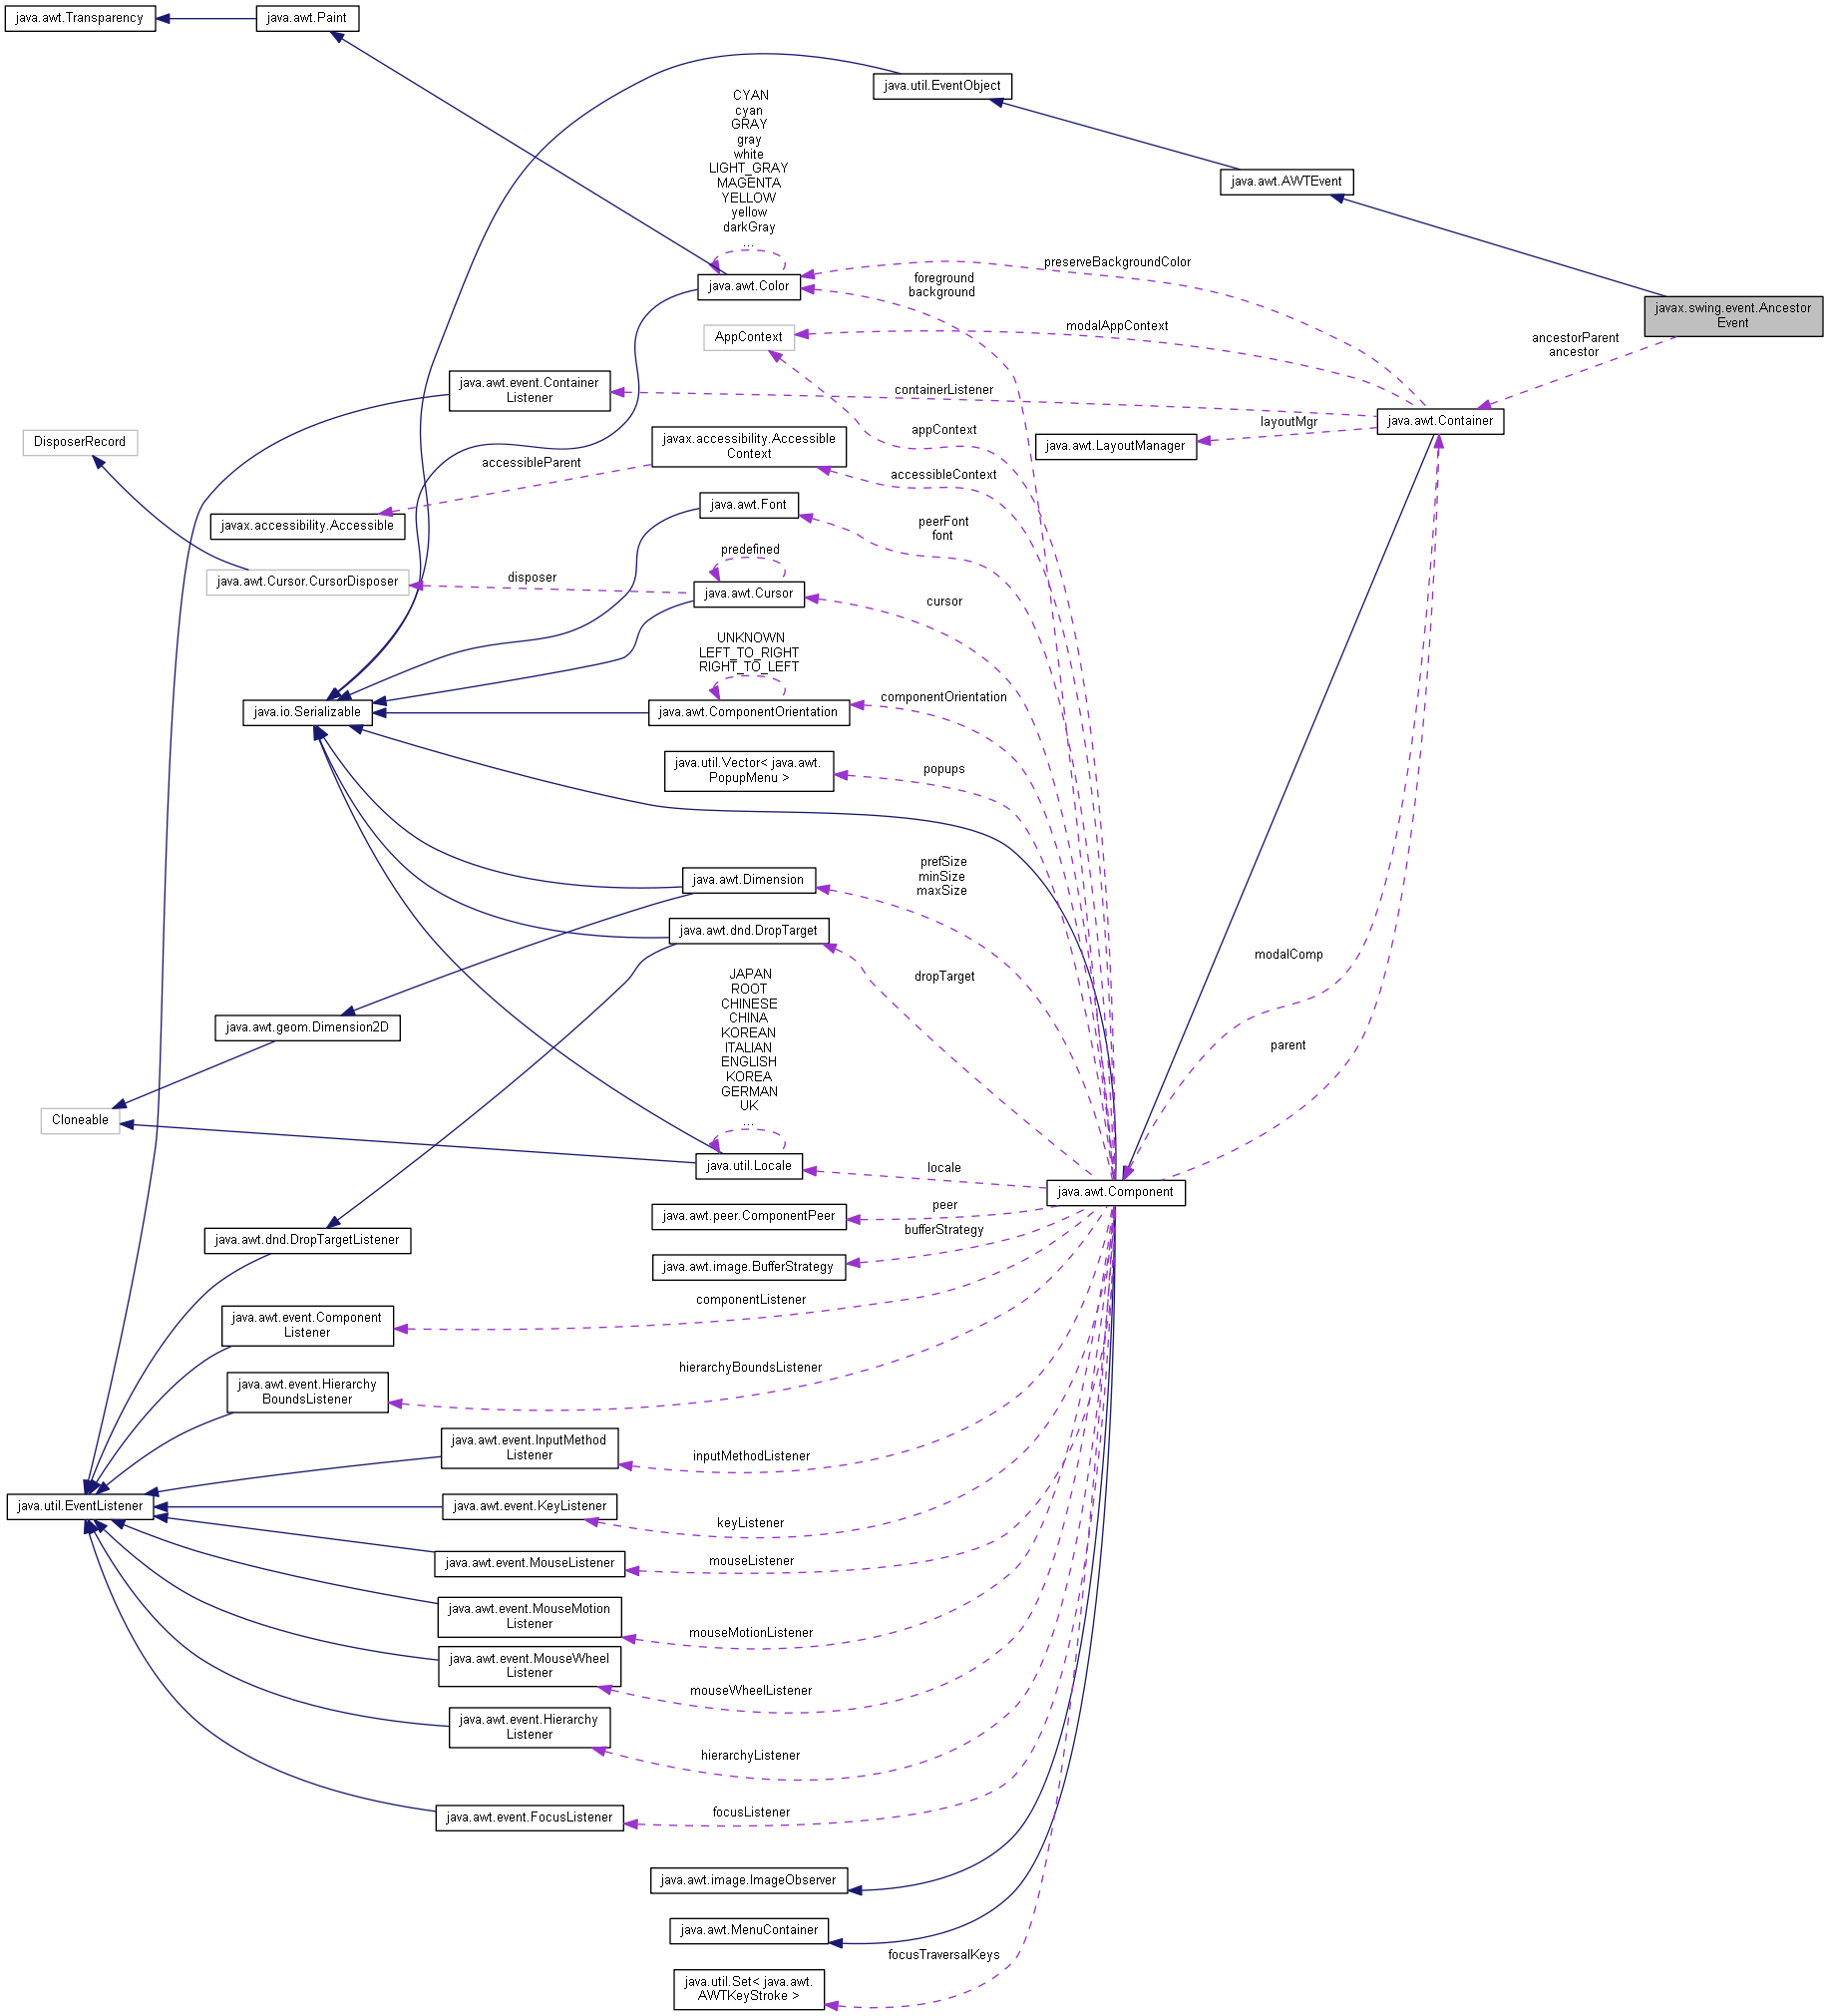 java.awt.Transparency
java.awt.Paint
java.util.EventObject
CYAN
cyan
GRAY
gray
white
LIGHT_GRAY
MAGENTA
YELLOW
yellow
darkGray
...
java.awt.AWTEvent
java.awt.Color
foreground
background
preserveBackgroundColor
javax.swing.event.Ancestor
Event
AppContext
modalAppContext
ancestorParent
ancestor
java.awt.event.Container
Listener
containerListener
java.awt.Container
layoutMgr
java.awt.LayoutManager
DisposerRecord
appContext
javax.accessibility.Accessible
Context
accessibleParent
accessibleContext
java.awt.Font
javax.accessibility.Accessible
peerFont
font
predefined
java.awt.Cursor.CursorDisposer
disposer
java.awt.Cursor
cursor
UNKNOWN
LEFT_TO_RIGHT
RIGHT_TO_LEFT
java.io.Serializable
java.awt.ComponentOrientation
componentOrientation
java.util.Vector< java.awt.
PopupMenu >
popups
java.awt.Dimension
prefSize
minSize
maxSize
java.awt.dnd.DropTarget
dropTarget
modalComp
JAPAN
ROOT
CHINESE
CHINA
KOREAN
ITALIAN
ENGLISH
KOREA
GERMAN
UK
...
java.awt.geom.Dimension2D
parent
Cloneable
java.util.Locale
locale
java.awt.Component
java.awt.peer.ComponentPeer
peer
bufferStrategy
java.awt.dnd.DropTargetListener
java.awt.image.BufferStrategy
componentListener
java.awt.event.Component
Listener
hierarchyBoundsListener
java.awt.event.Hierarchy
BoundsListener
java.awt.event.InputMethod
Listener
inputMethodListener
java.util.EventListener
java.awt.event.KeyListener
keyListener
java.awt.event.MouseListener
mouseListener
java.awt.event.MouseMotion
Listener
mouseMotionListener
java.awt.event.MouseWheel
Listener
mouseWheelListener
java.awt.event.Hierarchy
Listener
hierarchyListener
java.awt.event.FocusListener
focusListener
java.awt.image.ImageObserver
java.awt.MenuContainer
focusTraversalKeys
java.util.Set< java.awt.
AWTKeyStroke >